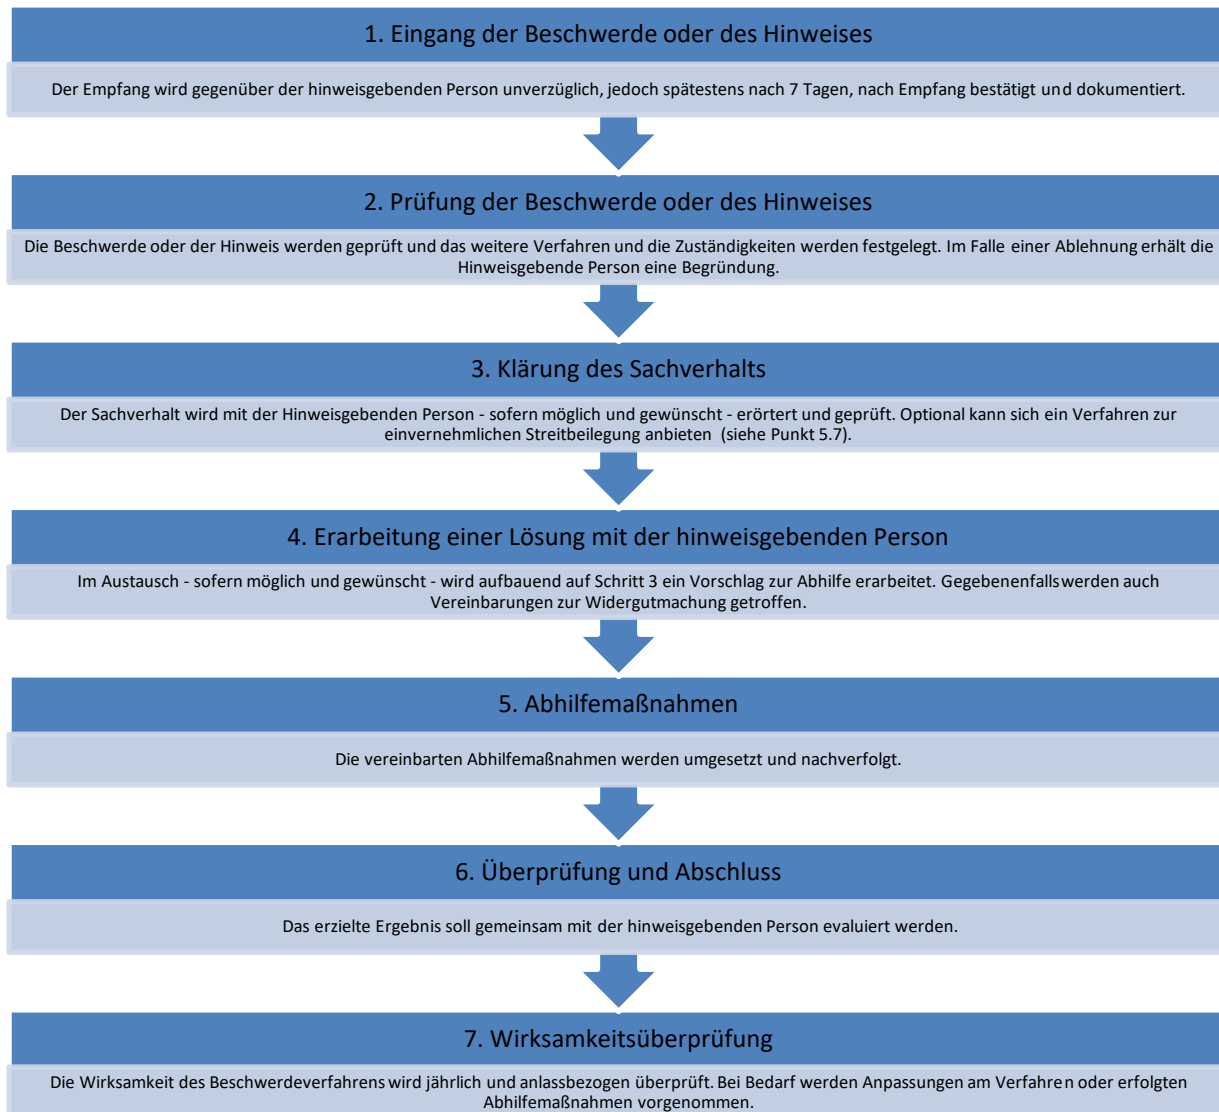 1. Eingang der Beschwerde oder des Hinweises
Der Empfang wird gegenüber der hinweisgebenden Person unverzüglich, jedoch spätestens nach 7 Tagen, nach Empfang bestätigt und dokumentiert.
2. Prüfung der Beschwerde oder des Hinweises
Die Beschwerde oder der Hinweis werden geprüft und das weitere Verfahren und die Zuständigkeiten werden festgelegt. Im Falle einer Ablehnung erhält die
Hinweisgebende Person eine Begründung.
3. Klärung des Sachverhalts
Der Sachverhalt wird mit der Hinweisgebenden Person - sofern möglich und gewünscht - erörtert und geprüft. Optional kann sich ein Verfahren zur
einvernehmlichen Streitbeilegung anbieten (siehe Punkt 5.7).
4. Erarbeitung einer Lösung mit der hinweisgebenden Person
Im Austausch - sofern möglich und gewünscht - wird aufbauend auf Schritt 3 ein Vorschlag zur Abhilfe erarbeitet. Gegebenenfalls werden auch
Vereinbarungen zur Widergutmachung getroffen.
5. Abhilfemaßnahmen
Die vereinbarten Abhilfemaßnahmen werden umgesetzt und nachverfolgt.
6. Überprüfung und Abschluss
Das erzielte Ergebnis soll gemeinsam mit der hinweisgebenden Person evaluiert werden.
7. Wirksamkeitsüberprüfung
Die Wirksamkeit des Beschwerdeverfahrens wird jährlich und anlassbezogen überprüft. Bei Bedarf werden Anpassungen am Verfahren oder erfolgten
Abhilfemaßnahmen vorgenommen.